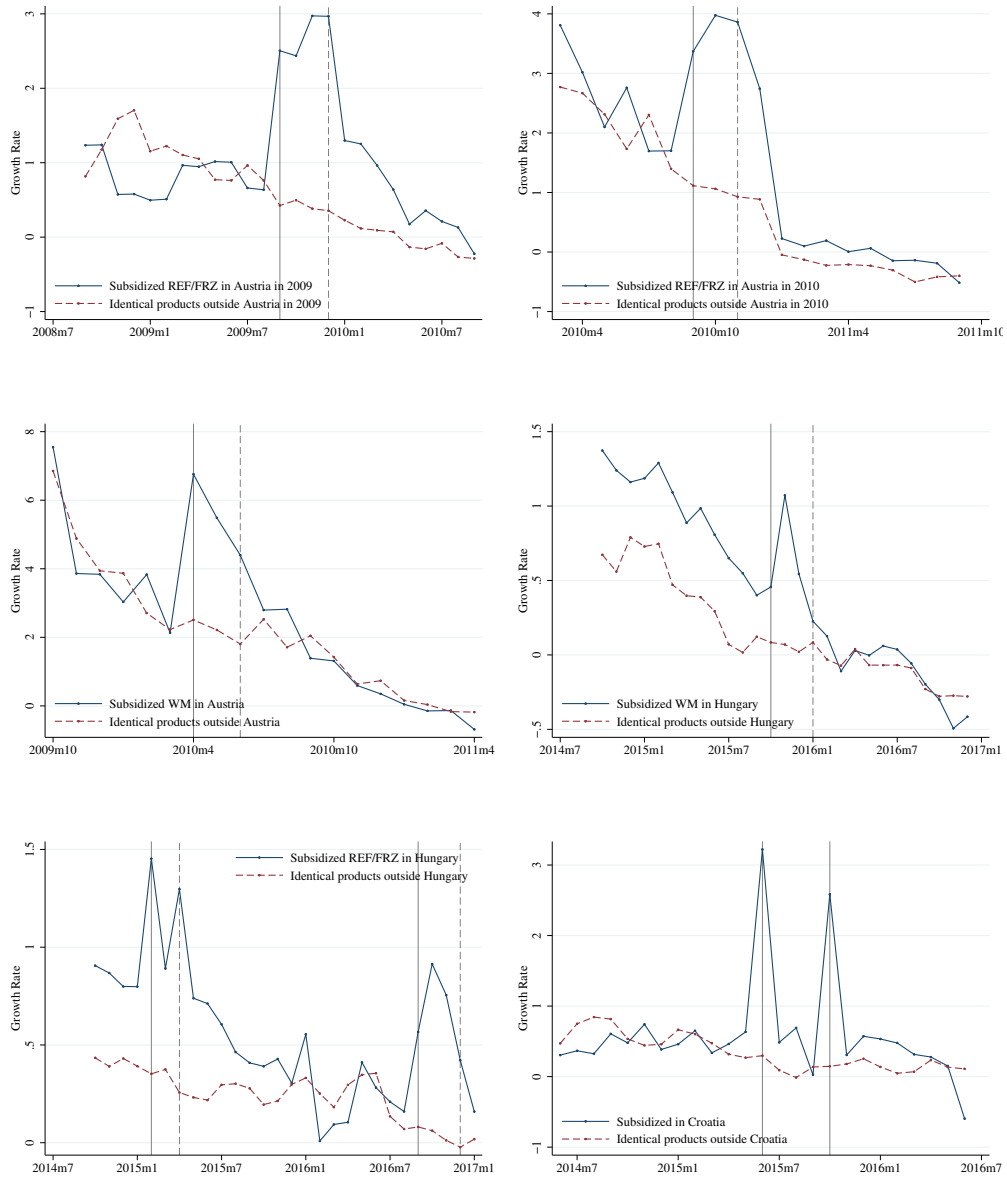 3
2
1
0
−1
Growth Rate
Subsidized REF/FRZ in Austria in 2009
Identical products outside Austria in 2009
2008m7
2009m1
2009m7
2010m1
2010m7
4
3
2
1
0
−1
Growth Rate
Subsidized REF/FRZ in Austria in 2010
Identical products outside Austria in 2010
2010m4
2010m10
2011m4
2011m10
8
6
4
2
0
Growth Rate
Subsidized WM in Austria
Identical products outside Austria
2009m10
2010m4
2010m10
2011m4
1.5
1
.5
0
−.5
Growth Rate
Subsidized WM in Hungary
Identical products outside Hungary
2014m7
2015m1
2015m7
2016m1
2016m7
2017m1
1.5
1
.5
0
Growth Rate
Subsidized REF/FRZ in Hungary
Identical products outside Hungary
2014m7
2015m1
2015m7
2016m1
2016m7
2017m1
3
2
1
0
−1
Growth Rate
Subsidized in Croatia
Identical products outside Croatia
2014m7
2015m1
2015m7
2016m1
2016m7